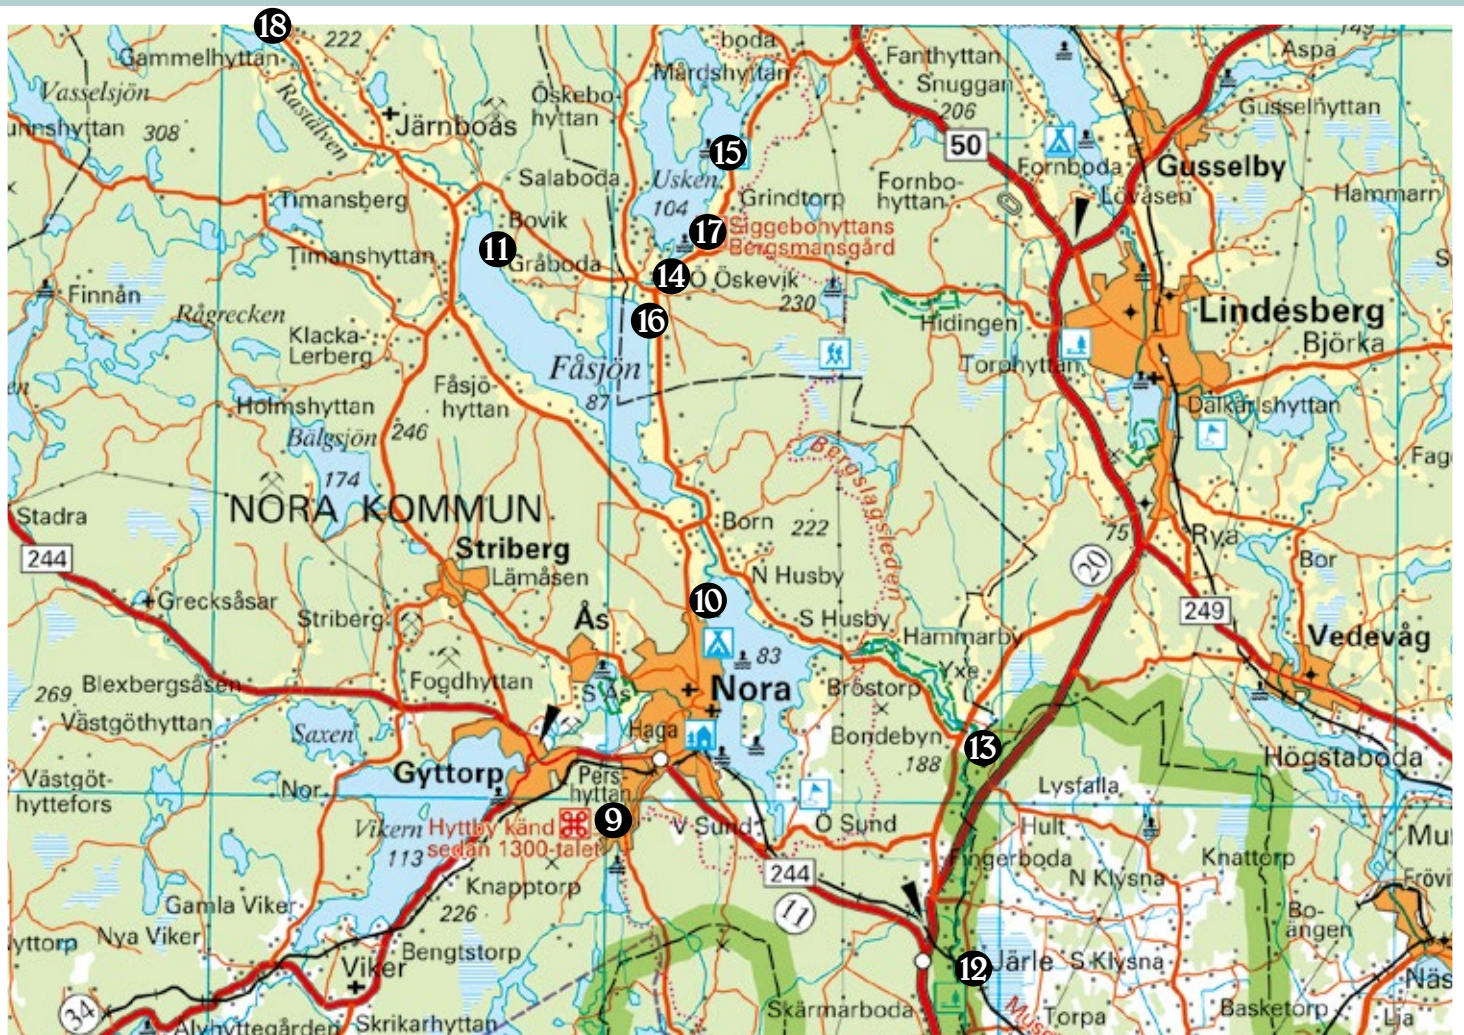 18
222
Gammelhyttan
boda
Mårdshyttan
Fanthyttan
Snuggan
206
149
Aspa
Gusselhyttan
Vasselsjön
Rastälven
Järnboås
Öskebo-
hyttan
308
50
Fornboda
Gusselby
15
Usken
104
Salaboda
Grindtorp
Fornbo-
hyttan
Lövåsen
Hammarn
Timansberg
Bovik
17
Siggebohyttans
Bergsmansgård
11
Gråboda
Timanshyttan
14
Ö Öskevik
230
Finnån
Rågrecken
16
Hidingen
Lindesberg
Björka
Klacka-
Lerberg
Torphyttan
Fåsjön
87
Fåsjö-
hyttan
Holmshyttan
Dalkarlshyttan
Bälgsjön
246
174
Bergslagsleden
NORA KOMMUN
Stadra
Born
222
75
Rya
244
Striberg
Lämåsen
20
Bor
N Husby
Grecksåsar
10
249
Striberg
Ås
S Husby
Hammarby
Vedevåg
83
Yxe
Fogdhyttan
269
Blexbergsåsen
S Ås
Nora
Bröstorp
Västgöthyttan
Saxen
Haga
Bondebyn
13
188
Högstaboda
Gyttorp
Pers-
hyttan
Västgöt-
hyttefors
Nor
Lysfalla
Vikern
113
Hyttby känd
sedan 1300-talet
9
V Sund
Ö Sund
Hult
Fingerboda
Knattorp
Knapptorp
244
N Klysna
Gamla Viker
226
11
Bo-
ängen
Nya Viker
Bengtstorp
Viker
12
Järle
S Klysna
34
Skärmarboda
Torpa
Basketorp
Lia
Älvhyttegården
Skrikarhyttan